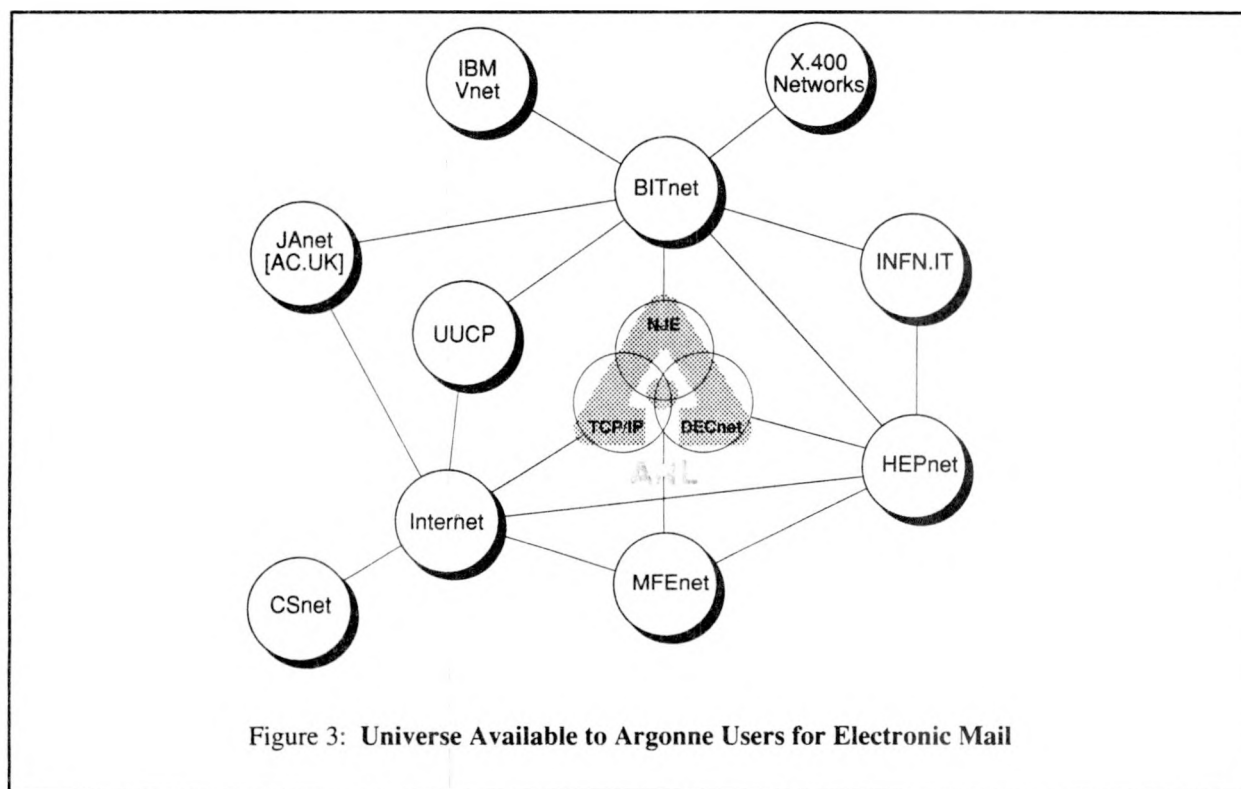 IBM
Vnet
X.400
Networks
BITnet
JAnet
[AC.UK]
INFN.IT
UUCP
NJE
TCP/IP
DECnet
ANL
HEPnet
Internet
MFEnet
CSnet
Figure 3: Universe Available to Argonne Users for Electronic Mail